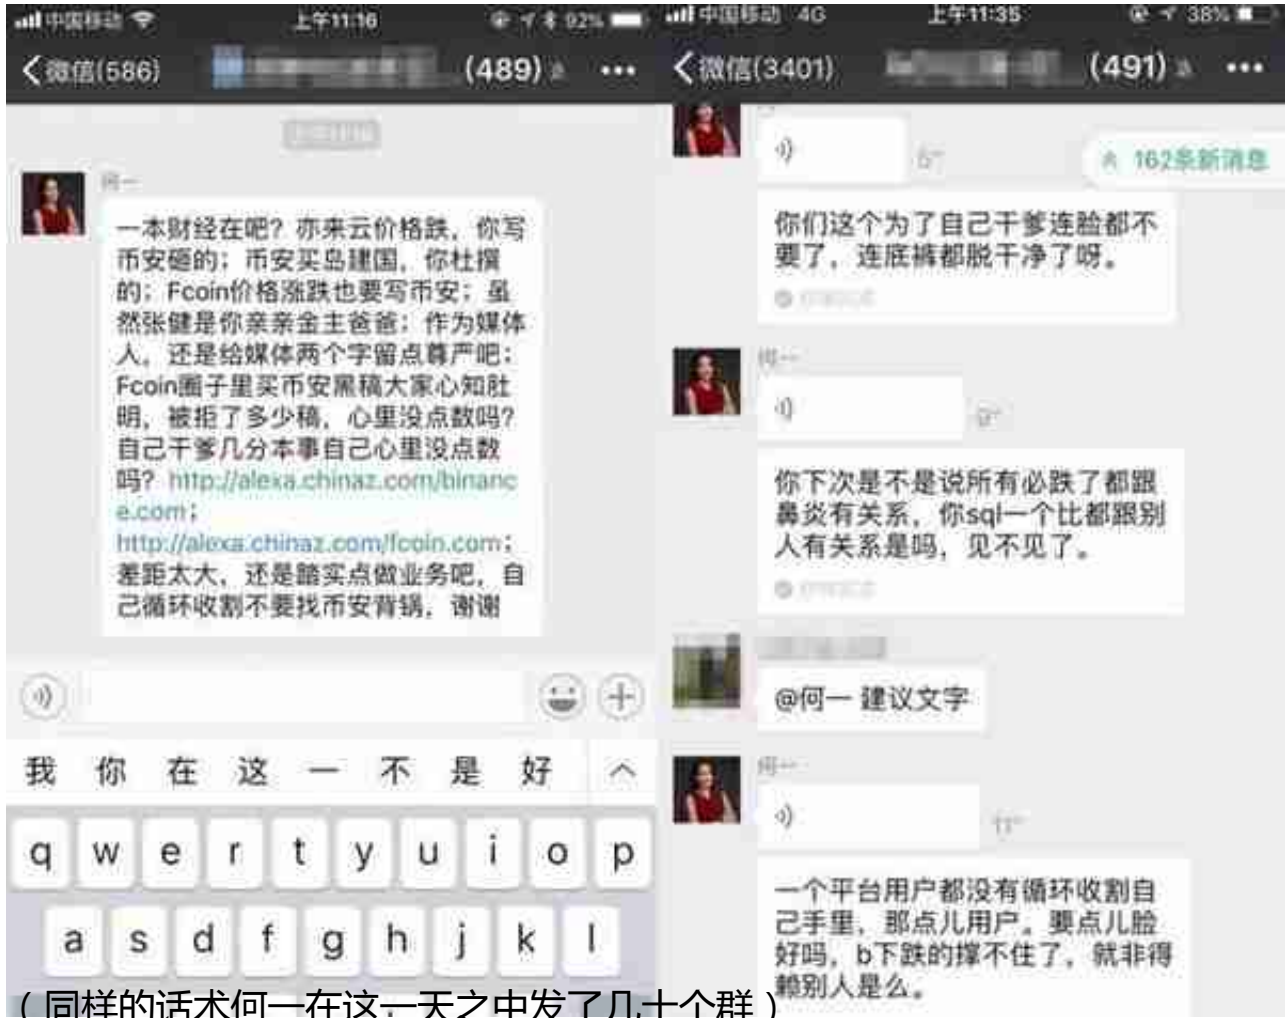 中国移动
上午11:16
92%
微信(586)
(489)
何一
一本财经在吧？亦来云价格跌，你写
币安砸的；币安买岛建国，你杜撰
的；Fcoin价格涨跌也要写币安；虽
然张健是你亲亲金主爸爸；作为媒体
人，还是给媒体两个字留点尊严吧；
Fcoin圈子里买币安黑稿大家心知肚
明，被拒了多少稿，心里没点数吗？
自己干爹几分本事自己心里没点数
吗？http://alexa.chinaz.com/binanc
e.com；
http://alexa.chinaz.com/fcoin.com；
差距太大，还是踏实点做业务吧，自
己循环收割不要找币安背锅，谢谢
我 你 在 这 一 不 是 好
q w e r t y u i o p
a s d f g h j k l
（同样的话术何一在这一天之中发了几十个群）
中国移动 4G
上午11:35
38%
微信(3401)
(491)
5"
162条新消息
你们这个为了自己干爹连脸都不
要了，连底裤都脱干净了呀。
何一
9"
你下次是不是说所有必跌了都跟
鼻炎有关系，你sql一个比都跟别
人有关系是吗，见不见了。
@何一 建议文字
何一
11"
一个平台用户都没有循环收割自
己手里，那点儿用户。要点儿脸
好吗，b下跌的撑不住了，就非得
赖别人是么。